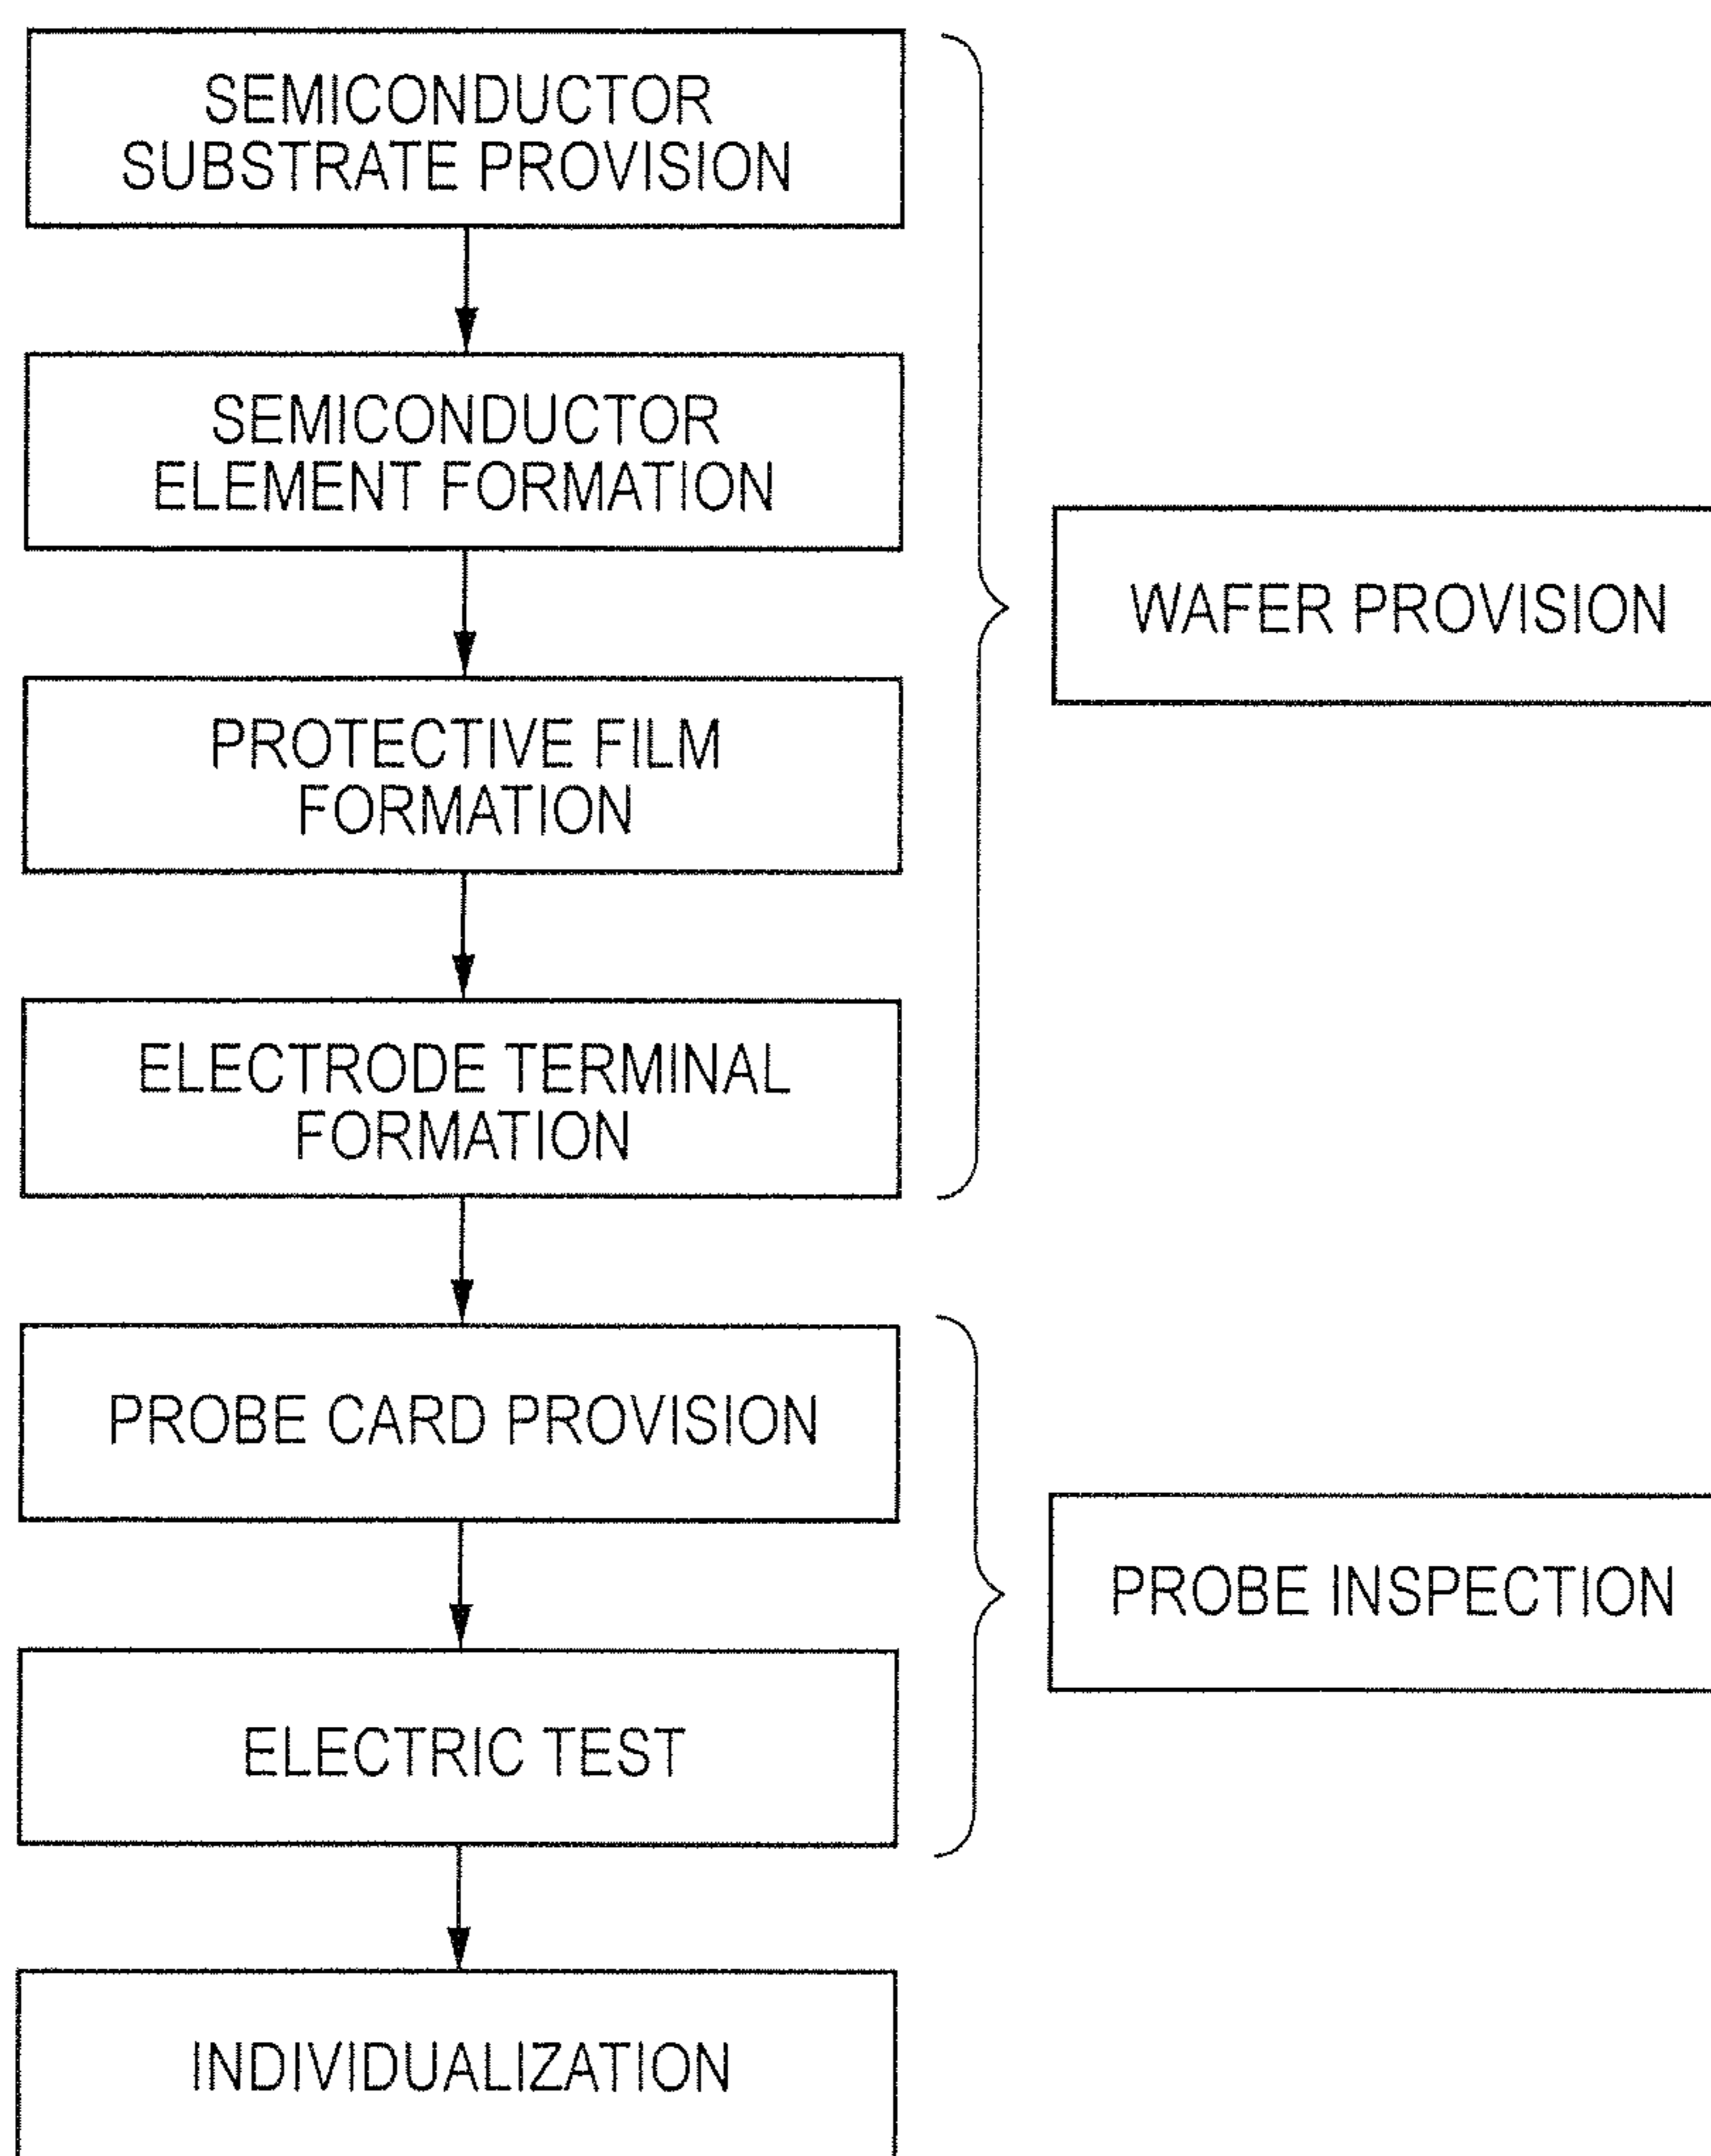 SEMICONDUCTOR
SUBSTRATE PROVISION
SEMICONDUCTOR
ELEMENT FORMATION
WAFER PROVISION
PROTECTIVE FILM
FORMATION
ELECTRODE TERMINAL
FORMATION
PROBE CARD PROVISION
PROBE INSPECTION
ELECTRIC TEST
INDIVIDUALIZATION